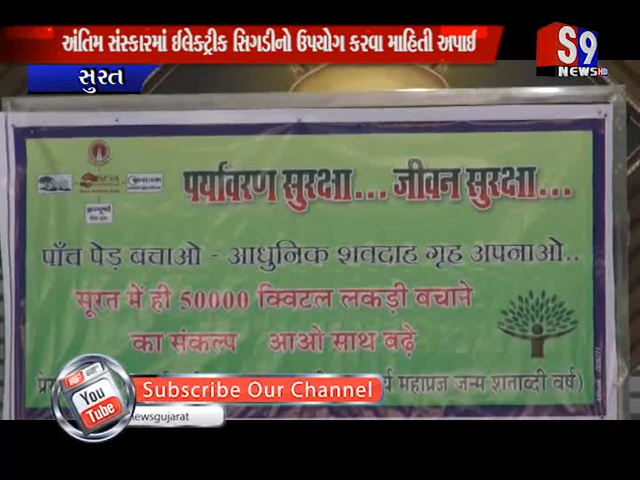 અંતિમ સંસ્કારમાં ઈલેક્ટ્રીક સિગડીનો ઉપયોગ કરવા માહિતી અપાઈ
S9
NEWS HD
સુરત
पर्यावरण सुरक्षा... जीवन सुरक्षा...
पाँच पेड़ बचाओ - आधुनिक शवदाह गृह अपनाओ..
सूरत में ही 50000 क्विटल लकड़ी बचाने
का संकल्प आओ साथ बढ़े
महाप्रज्ञ जन्म शताब्दी वर्ष)
You Tube
Subscribe Our Channel
newsgujarat